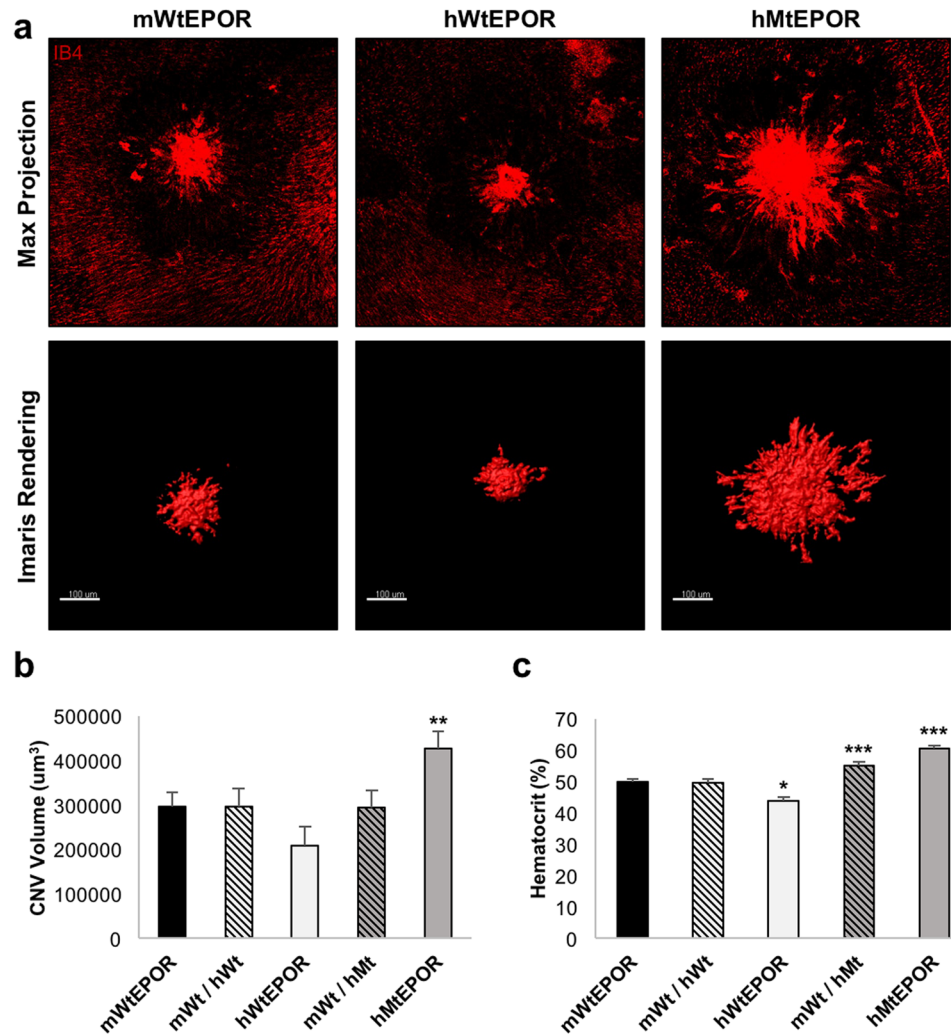 a
mWtEPOR
hWtEPOR
hMtEPOR
IB4
Max Projection
Imaris Rendering
100 um
100 um
100 um
b
CNV Volume (um³)
500000
400000
300000
200000
100000
0
**
mWtEPOR
mWt / hWt
hWtEPOR
mWt / hMt
hMtEPOR
c
Hematocrit (%)
70
60
50
40
30
20
10
0
*
***
***
mWtEPOR
mWt / hWt
hWtEPOR
mWt / hMt
hMtEPOR